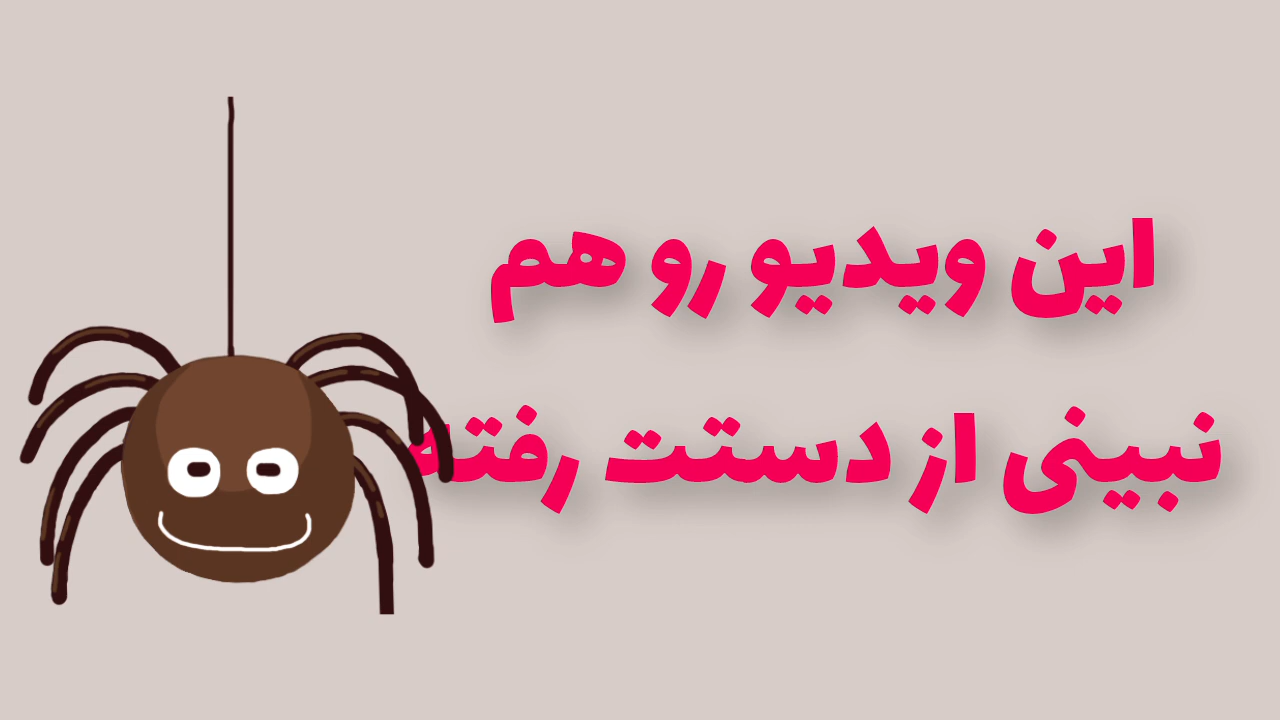 این ویدیو رو هم
نبینی از دستت رفته